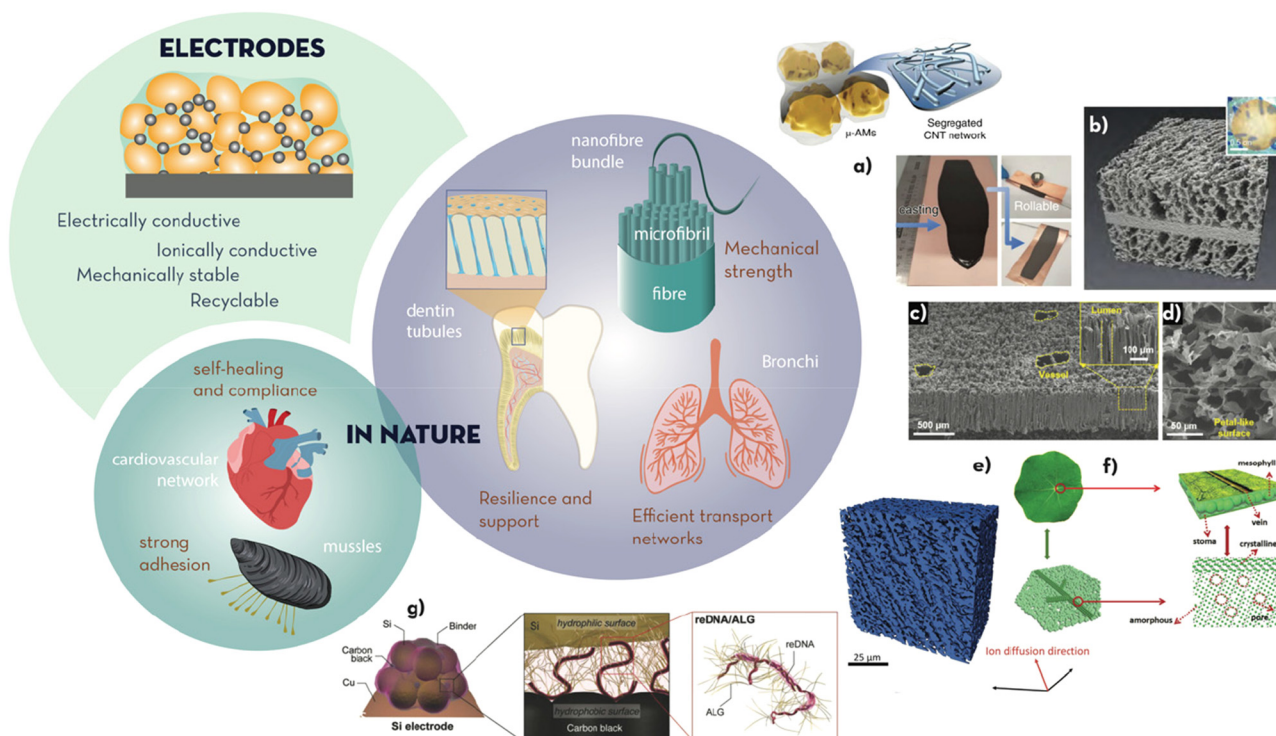 ELECTRODES
Electrically conductive
Ionically conductive
Mechanically stable
Recyclable
self-healing
and compliance
IN NATURE
cardiovascular
network
strong
adhesion
mussles
nanofibre
bundle
microfibril
fibre
Mechanical
strength
dentin
tubules
Bronchi
Resilience and
support
Efficient transport
networks
μ-AMs
Segregated
CNT network
a)
casting
Rollable
b)
c)
Lumen
100 μm
Vessel
500 μm
d)
Petal-like
surface
50 μm
e)
25 μm
f)
mesophyll
vein
stoma
crystalline
amorphous
pore
Ion diffusion direction
g)
Si
Binder
Carbon
black
Cu
Si electrode
Si
hydrophilic surface
hydrophobic surface
Carbon black
reDNA/ALG
reDNA
ALG